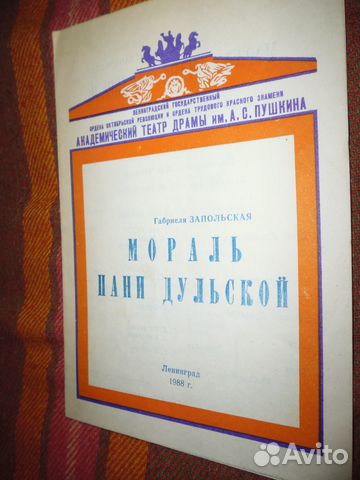 ЛЕНИНГРАДСКИЙ ГОСУДАРСТВЕННЫЙ
ОРДЕНА ОКТЯБРЬСКОЙ РЕВОЛЮЦИИ И ОРДЕНА ТРУДОВОГО КРАСНОГО ЗНАМЕНИ
АКАДЕМИЧЕСКИЙ ТЕАТР ДРАМЫ им. А. С. ПУШКИНА
Габриеля ЗАПОЛЬСКАЯ
МОРАЛЬ
ПАНИ ДУЛЬСКОЙ
Ленинград
1988 г.
Avito